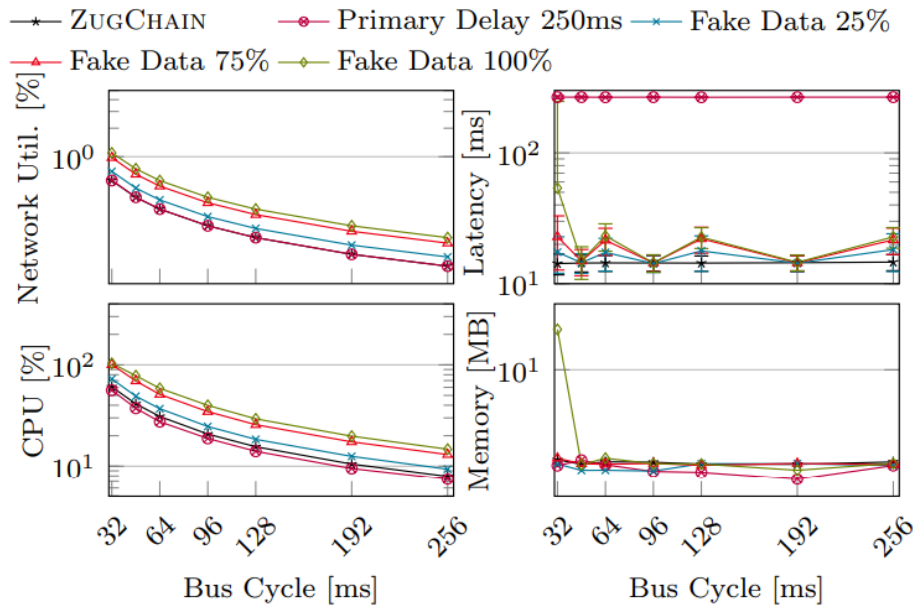 ZUGCHAIN Primary Delay 250ms Fake Data 25%
Fake Data 75% Fake Data 100%
Network Util. [%]
10^0
Latency [ms]
10^2
10^1
CPU [%]
10^2
10^1
32 64 96 128 192 256
Bus Cycle [ms]
Memory [MB]
10^1
32 64 96 128 192 256
Bus Cycle [ms]